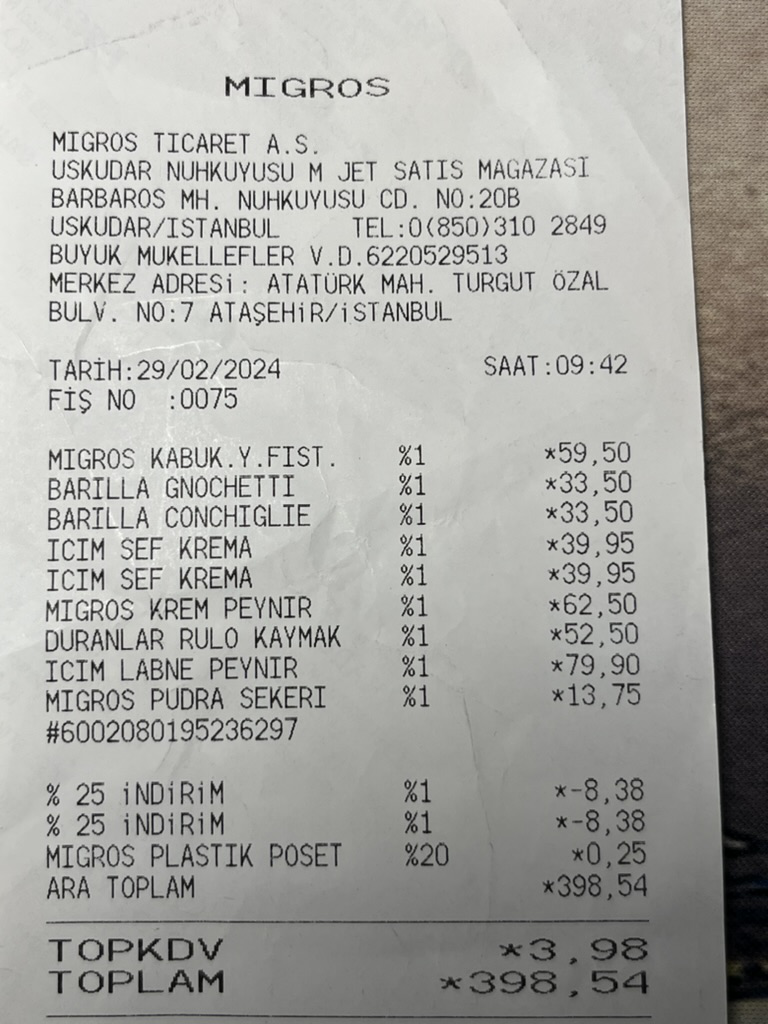 MIGROS
MIGROS TICARET A.S.
USKUDAR NUHKUYUSU M JET SATIS MAGAZASI
BARBAROS MH. NUHKUYUSU CD. NO:20B
USKUDAR/ISTANBUL TEL:0(850)310 2849
BUYUK MUKELLEFLER V.D.6220529513
MERKEZ ADRESİ: ATATÜRK MAH. TURGUT ÖZAL
BULV. NO:7 ATAŞEHİR/İSTANBUL
TARİH:29/02/2024 SAAT:09:42
FİŞ NO :0075
MIGROS KABUK.Y.FIST. %1 *59,50
BARILLA GNOCHETTI %1 *33,50
BARILLA CONCHIGLIE %1 *33,50
ICIM SEF KREMA %1 *39,95
ICIM SEF KREMA %1 *39,95
MIGROS KREM PEYNIR %1 *62,50
DURANLAR RULO KAYMAK %1 *52,50
ICIM LABNE PEYNIR %1 *79,90
MIGROS PUDRA SEKERI %1 *13,75
#6002080195236297
% 25 İNDİRİM %1 *-8,38
% 25 İNDİRİM %1 *-8,38
MIGROS PLASTIK POSET %20 *0,25
ARA TOPLAM *398,54
TOPKDV *3,98
TOPLAM *398,54